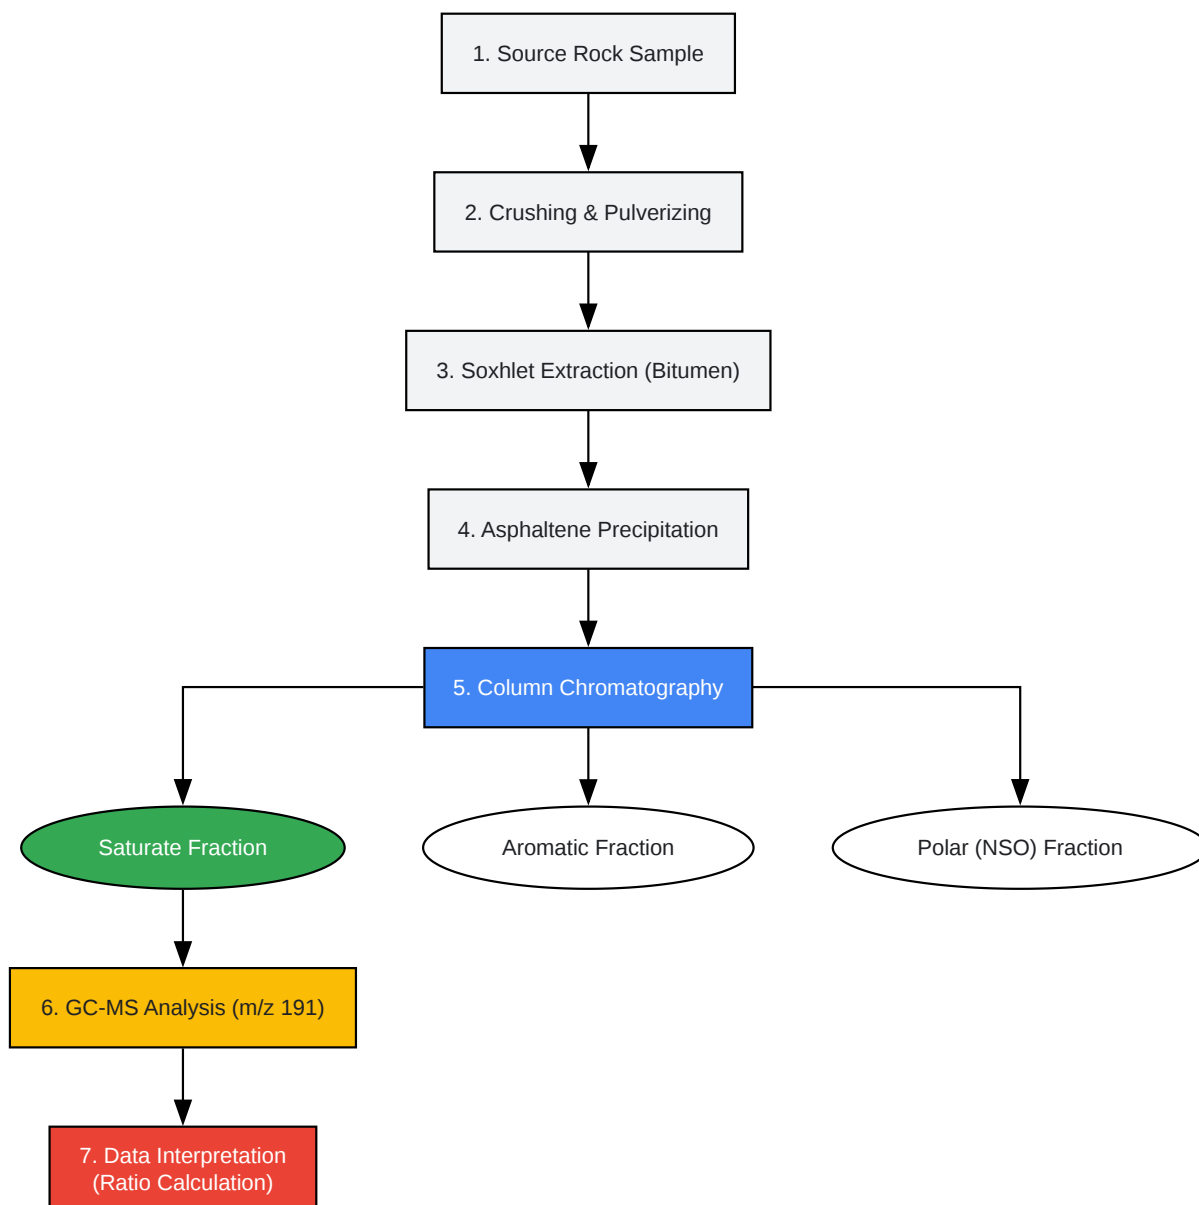 1. Source Rock Sample
2. Crushing & Pulverizing
3. Soxhlet Extraction (Bitumen)
4. Asphaltene Precipitation
5. Column Chromatography
Saturate Fraction
Aromatic Fraction
Polar (NSO) Fraction
6. GC-MS Analysis (m/z 191)
7. Data Interpretation
(Ratio Calculation)